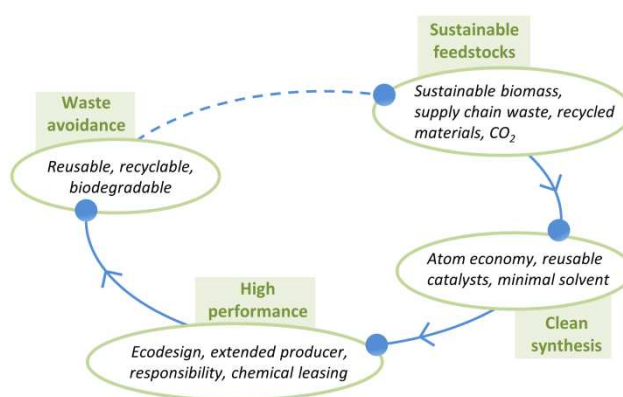 Sustainable
feedstocks
Sustainable biomass,
supply chain waste, recycled
materials, CO₂
Waste
avoidance
Reusable, recyclable,
biodegradable
Atom economy, reusable
catalysts, minimal solvent
Clean
synthesis
High
performance
Ecodesign, extended producer,
responsibility, chemical leasing